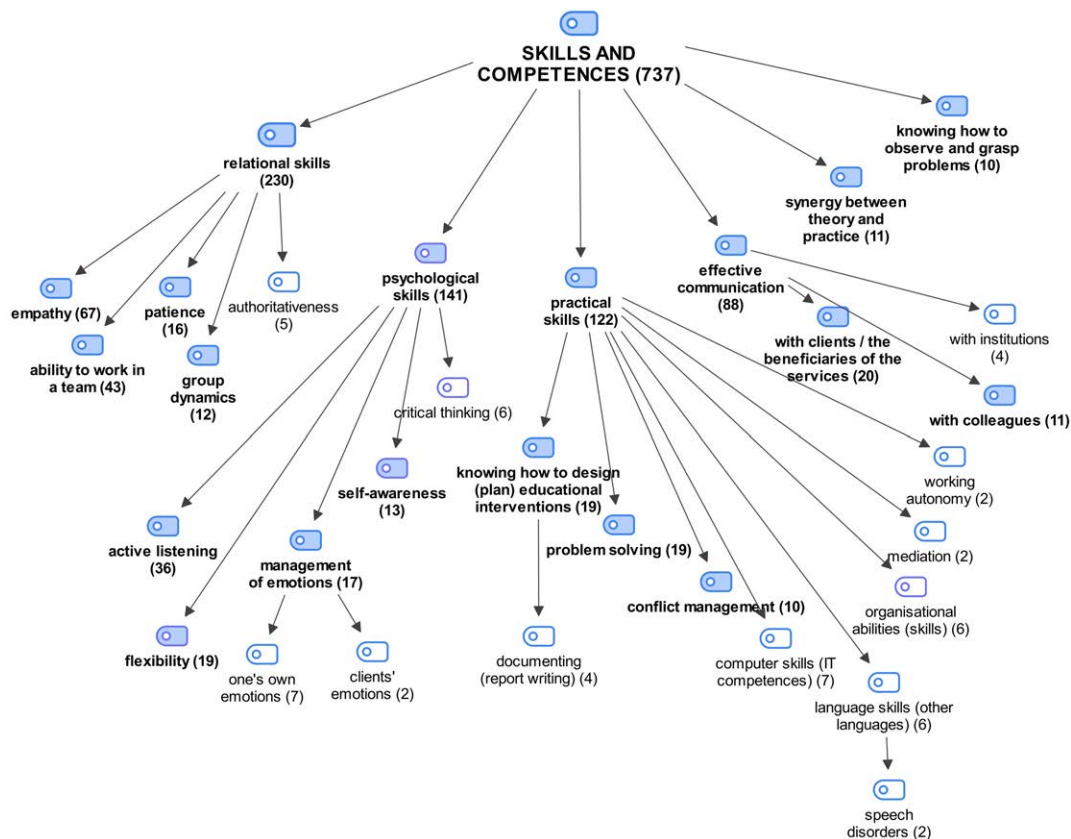 SKILLS AND
COMPETENCES (737)
knowing how to
observe and grasp
problems (10)
relational skills
(230)
synergy between
theory and
practice (11)
psychological
skills (141)
effective
communication
(88)
practical
skills (122)
empathy (67)
patience
(16)
authoritativeness
(5)
ability to work in
a team (43)
group
dynamics
(12)
with clients / the
beneficiaries of the
services (20)
with institutions
(4)
with colleagues (11)
critical thinking (6)
self-awareness
(13)
knowing how to design
(plan) educational
interventions (19)
working
autonomy (2)
active listening
(36)
management
of emotions (17)
problem solving (19)
mediation (2)
conflict management (10)
organisational
abilities (skills) (6)
flexibility (19)
one's own
emotions (7)
clients'
emotions (2)
documenting
(report writing) (4)
computer skills (IT
competences) (7)
language skills (other
languages) (6)
speech
disorders (2)